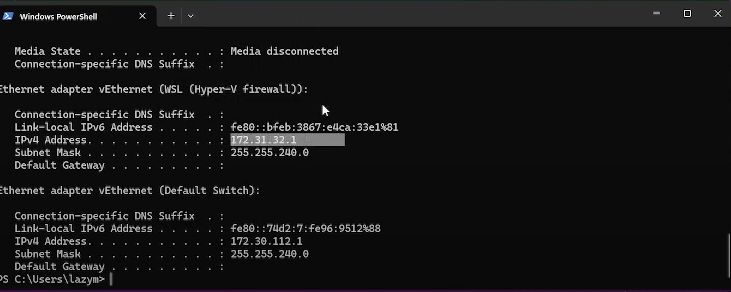 Windows PowerShell
Media State . . . . . . . . . . . : Media disconnected
Connection-specific DNS Suffix  . :
Ethernet adapter vEthernet (WSL (Hyper-V firewall)):
Connection-specific DNS Suffix  . :
Link-local IPv6 Address . . . . . : fe80::bfeb:3867:e4ca:33e1%81
IPv4 Address. . . . . . . . . . . : 172.31.32.1
Subnet Mask . . . . . . . . . . . : 255.255.240.0
Default Gateway . . . . . . . . . :
Ethernet adapter vEthernet (Default Switch):
Connection-specific DNS Suffix  . :
Link-local IPv6 Address . . . . . : fe80::74d2:7:fe96:9512%88
IPv4 Address. . . . . . . . . . . : 172.30.112.1
Subnet Mask . . . . . . . . . . . : 255.255.240.0
Default Gateway . . . . . . . . . :
PS C:\Users\lazym>